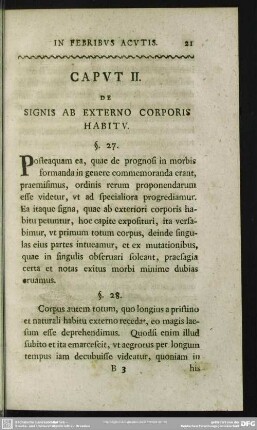 IN FEBRIBVS ACVTIS. 21
CAPVT II.
DE
SIGNIS AB EXTERNO CORPORIS
HABITV.
§. 27.
Posteaquam ea, quae de prognosi in morbis
formanda in genere commemoranda erant,
praemisimus, ordinis rerum proponendarum
esse videtur, vt ad specialiora progrediamur.
Ea itaque signa, quae ab exteriori corporis ha-
bitu petuntur, hoc capite exposituri, ita versa-
bimur, vt primum totum corpus, deinde singu-
las eius partes intueamur, et ex mutationibus,
quae in singulis obseruari soleant, praesagia
certa et notas exitus morbi minime dubias
eruamus.
§. 28.
Corpus autem totum, quo longius a pristino
et naturali habitu externo recedat, eo magis lae-
sum esse deprehendimus. Quodsi enim illud
subito et ita emarcescit, vt aegrotus per longum
tempus iam decubuisse videatur, quoniam in
B 3 his
DFG